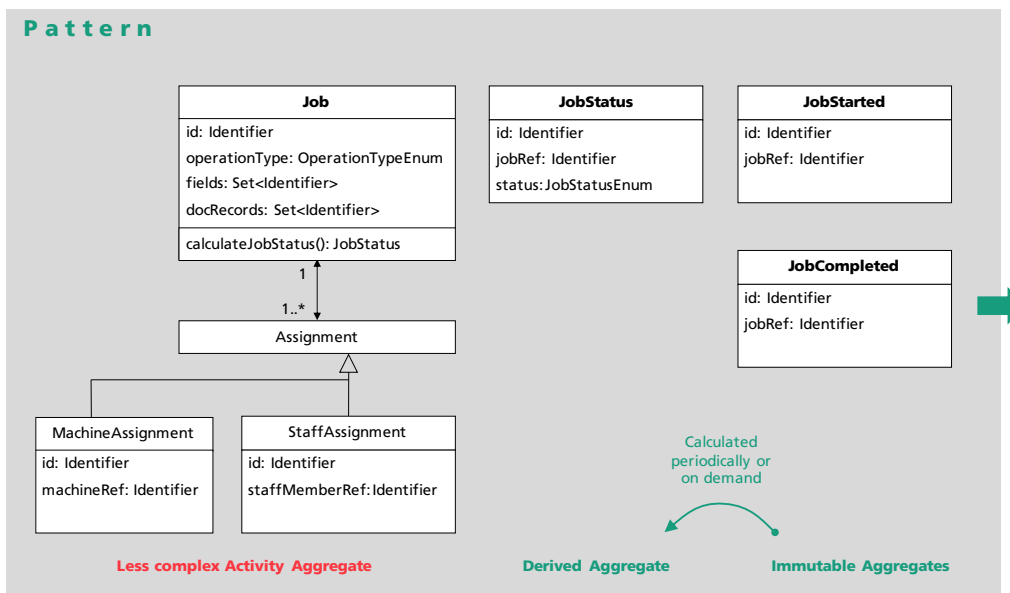 Pattern
Job
id: Identifier
operationType: OperationTypeEnum
fields: Set<Identifier>
docRecords: Set<Identifier>
calculateJobStatus(): JobStatus
JobStatus
id: Identifier
jobRef: Identifier
status:JobStatusEnum
JobStarted
id: Identifier
jobRef: Identifier
JobCompleted
id: Identifier
jobRef: Identifier
1
1..*
Assignment
MachineAssignment
id: Identifier
machineRef: Identifier
StaffAssignment
id: Identifier
staffMemberRef:Identifier
Calculated
periodically or
on demand
Less complex Activity Aggregate
Derived Aggregate
Immutable Aggregates